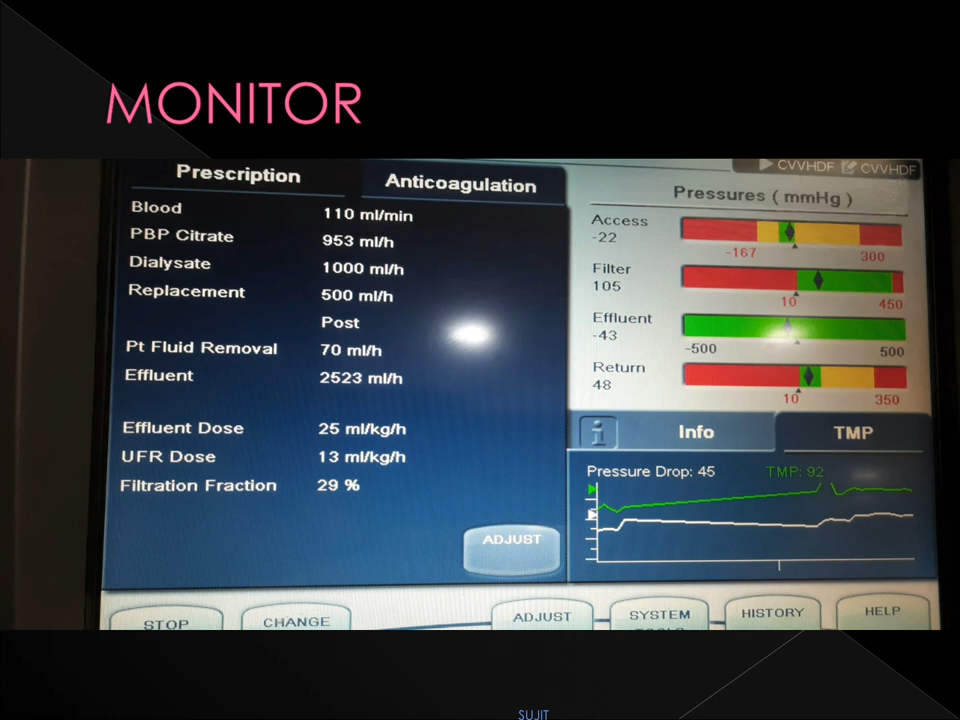 MONITOR
CVVHDF CVVHDF
Prescription
Anticoagulation
Blood 110 ml/min
PBP Citrate 953 ml/h
Dialysate 1000 ml/h
Replacement 500 ml/h
Post
Pt Fluid Removal 70 ml/h
Effluent 2523 ml/h
Effluent Dose 25 ml/kg/h
UFR Dose 13 ml/kg/h
Filtration Fraction 29 %
ADJUST
Pressures ( mmHg )
Access
-22
-167 300
Filter
105
10 450
Effluent
-43
-500 500
Return
48
10 350
i Info TMP
Pressure Drop: 45 TMP: 92
STOP CHANGE ADJUST SYSTEM TOOLS HISTORY HELP
SUJIT